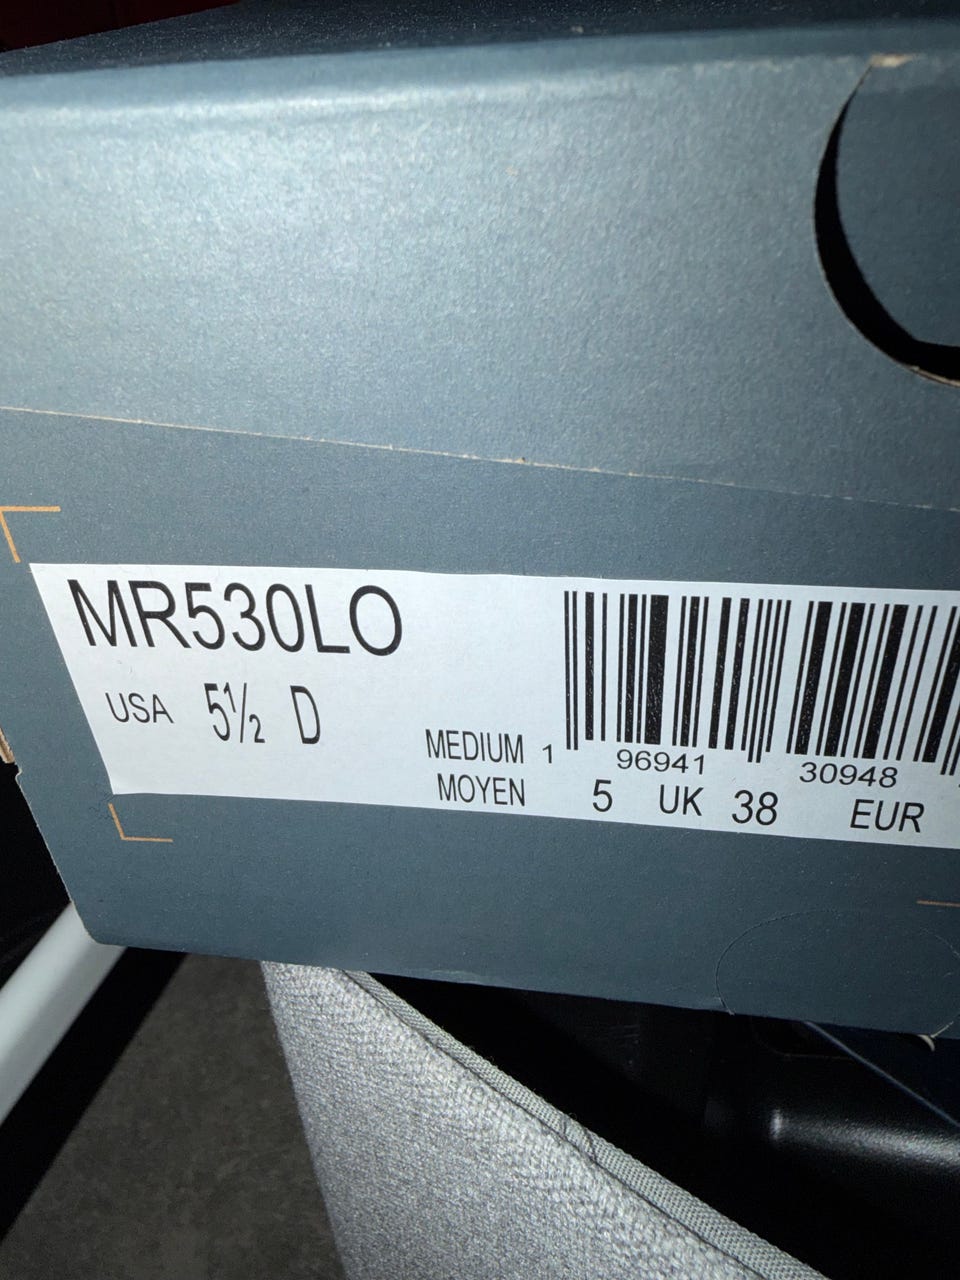 MR530LO
USA 5½ D
MEDIUM
MOYEN
1 96941 30948
5 UK 38 EUR